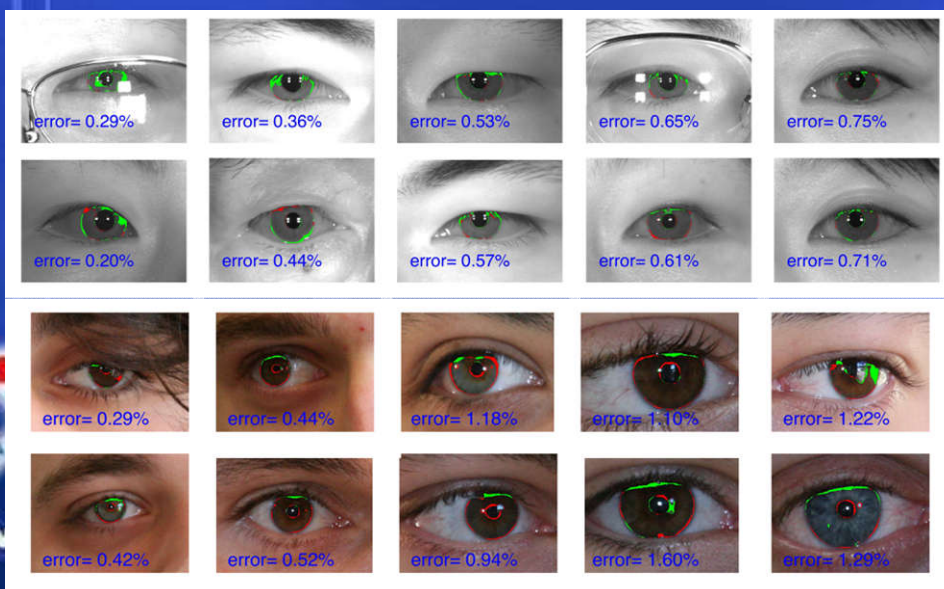 error= 0.29%
error= 0.36%
error= 0.53%
error= 0.65%
error= 0.75%
error= 0.20%
error= 0.44%
error= 0.57%
error= 0.61%
error= 0.71%
error= 0.29%
error= 0.44%
error= 1.18%
error= 1.10%
error= 1.22%
error= 0.42%
error= 0.52%
error= 0.94%
error= 1.60%
error= 1.29%